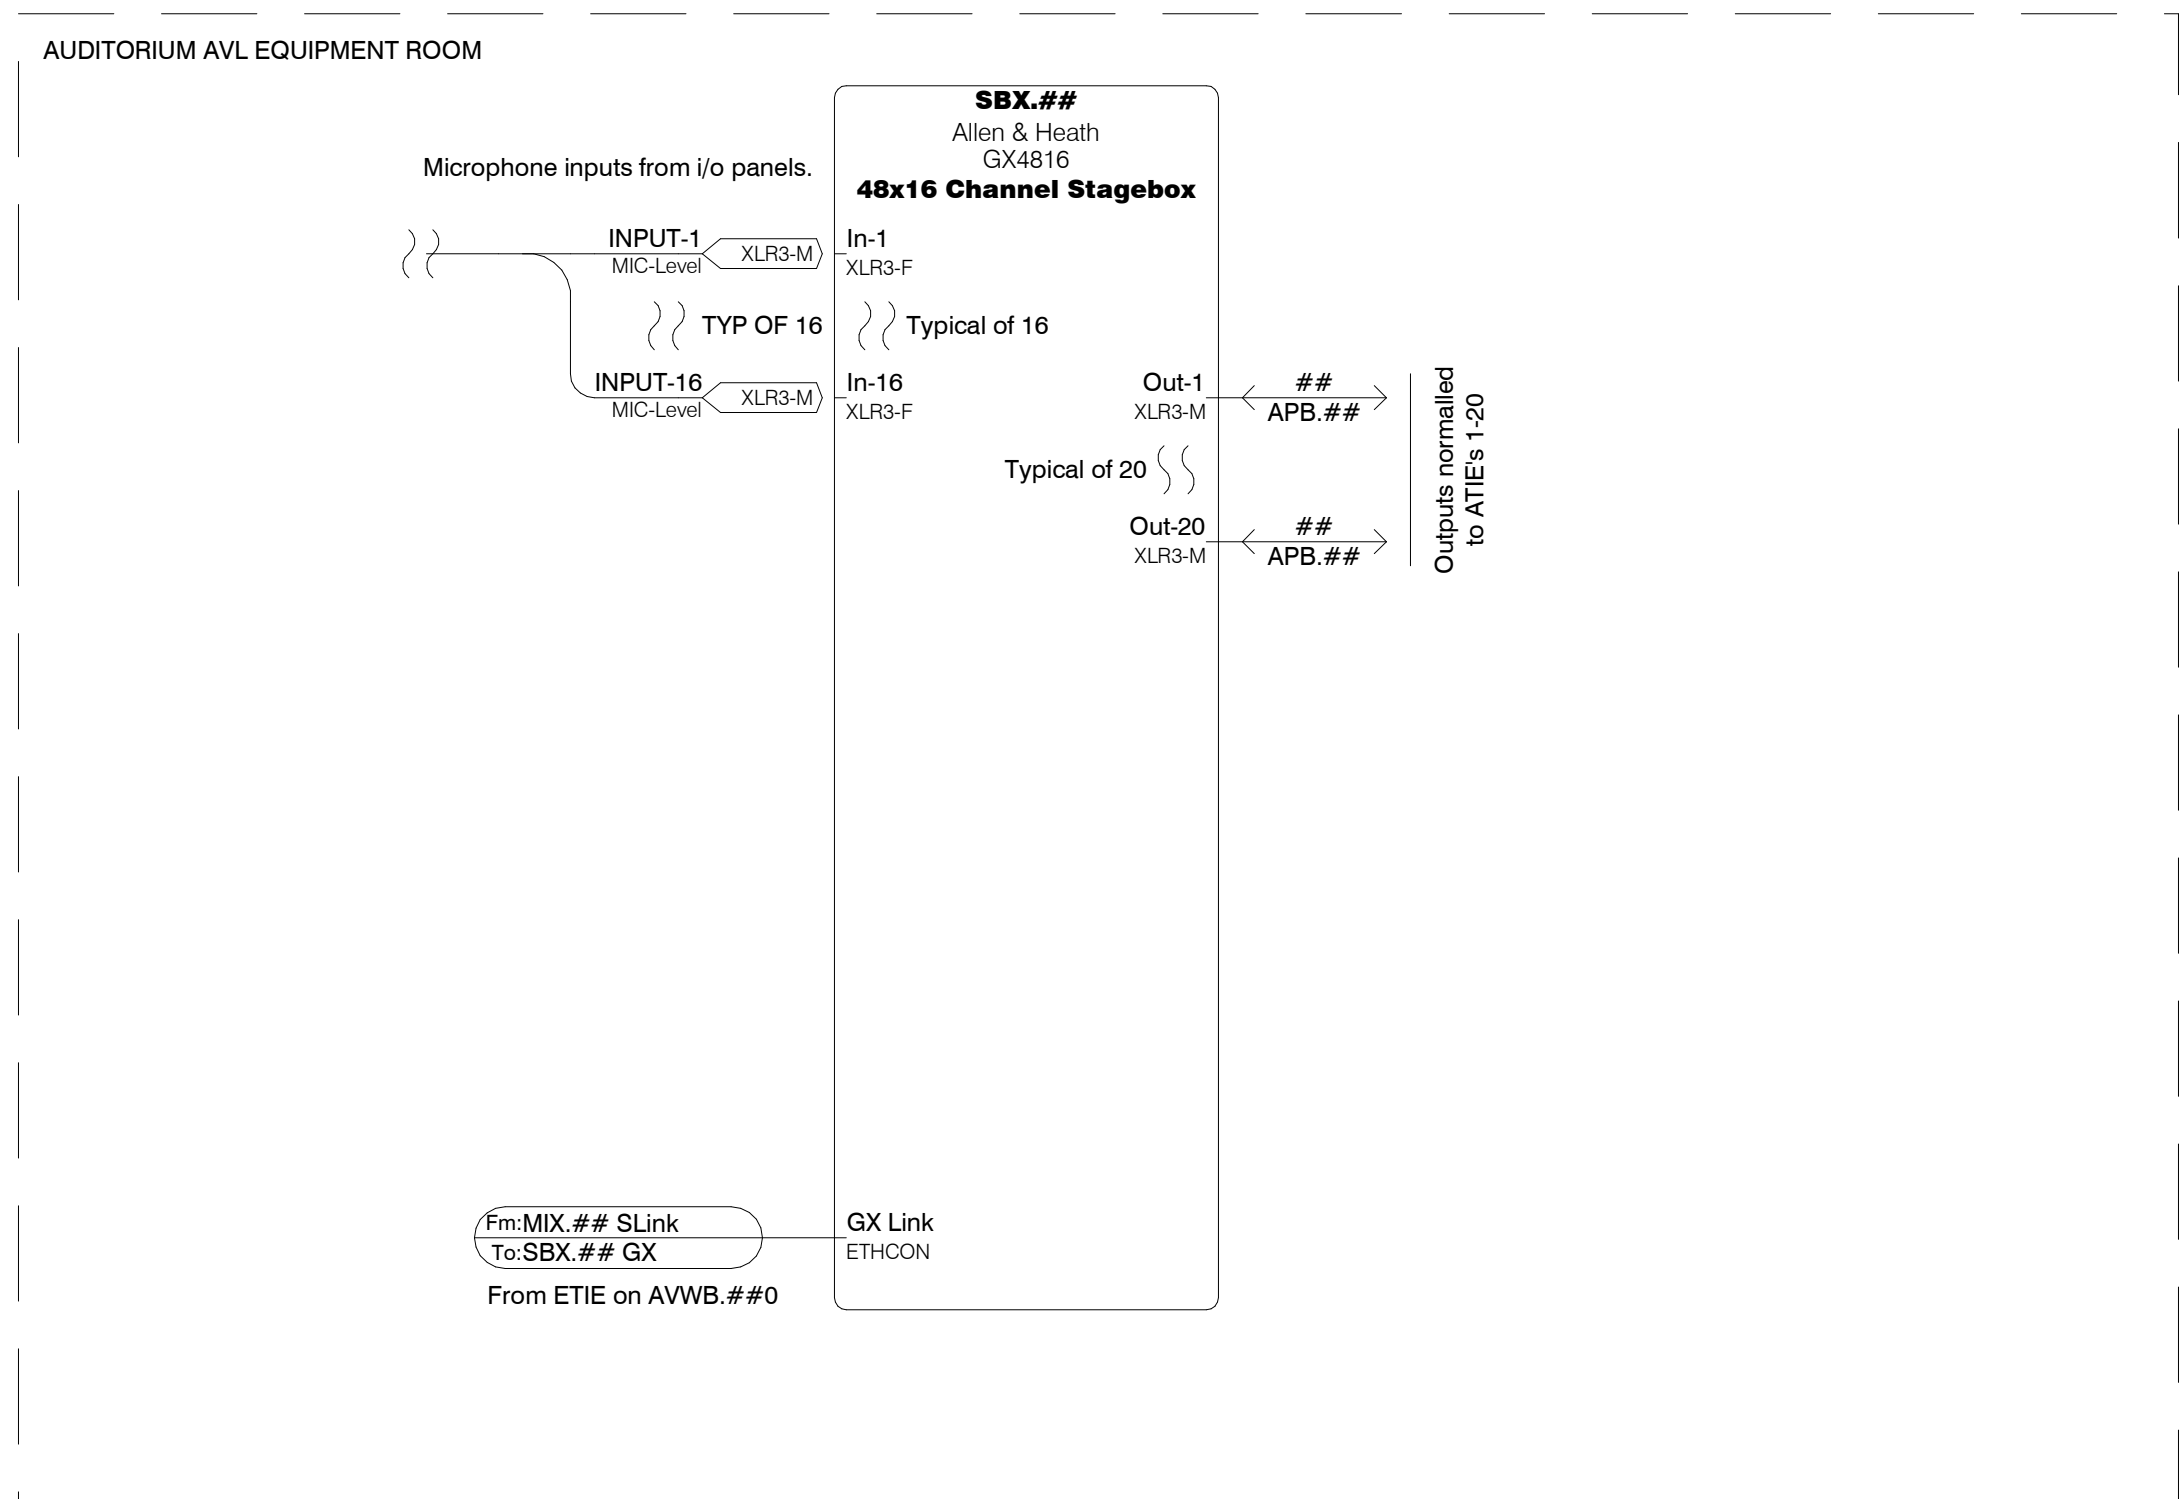 AUDITORIUM AVL EQUIPMENT ROOM
SBX.##
Allen & Heath
GX4816
48x16 Channel Stagebox
Microphone inputs from i/o panels.
INPUT-1
MIC-Level
XLR3-M
In-1
XLR3-F
TYP OF 16
Typical of 16
INPUT-16
MIC-Level
XLR3-M
In-16
XLR3-F
Out-1
XLR3-M
##
APB.##
Typical of 20
Out-20
XLR3-M
##
APB.##
Outputs normalled
to ATIE's 1-20
Fm:MIX.## SLink
To:SBX.## GX
GX Link
ETHCON
From ETIE on AVWB.##0